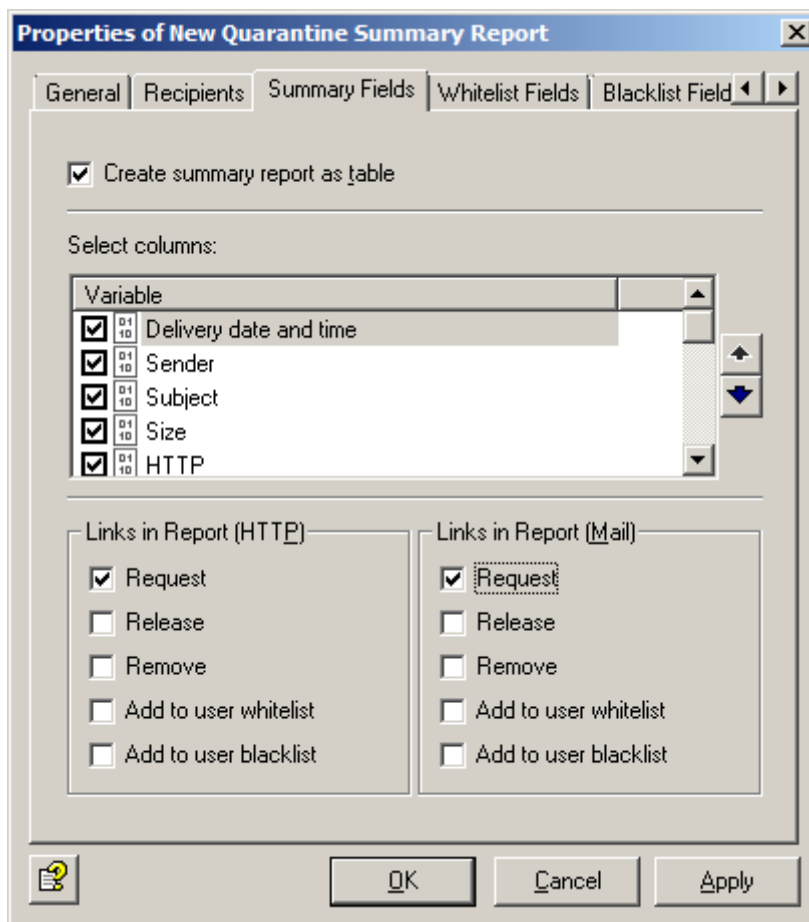 Properties of New Quarantine Summary Report
General Recipients Summary Fields Whitelist Fields Blacklist Field
Create summary report as table
Select columns:
Variable
Delivery date and time
Sender
Subject
Size
HTTP
Links in Report (HTTP) Links in Report (Mail)
Request Request
Release Release
Remove Remove
Add to user whitelist Add to user whitelist
Add to user blacklist Add to user blacklist
OK Cancel Apply